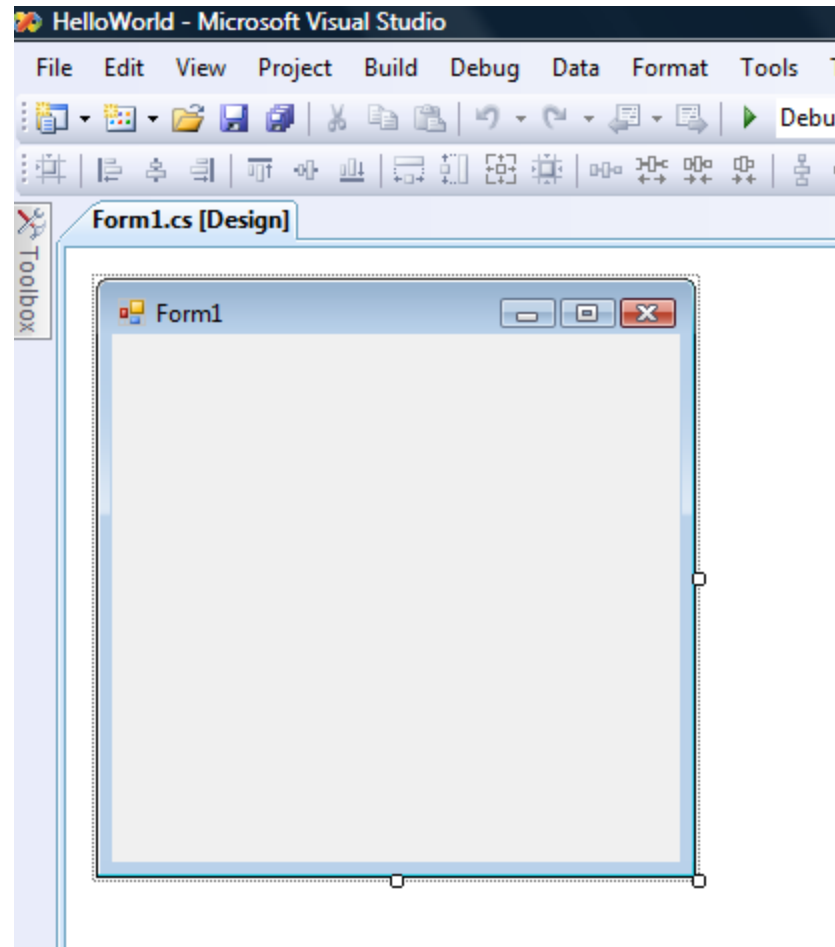 HelloWorld - Microsoft Visual Studio
File Edit View Project Build Debug Data Format Tools
Debu
Form1.cs [Design]
Toolbox
Form1